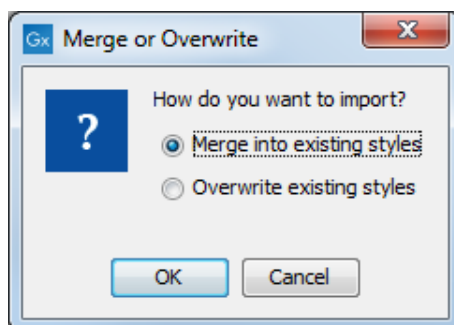 Gx Merge or Overwrite
X
?
How do you want to import?
Merge into existing styles
Overwrite existing styles
OK Cancel